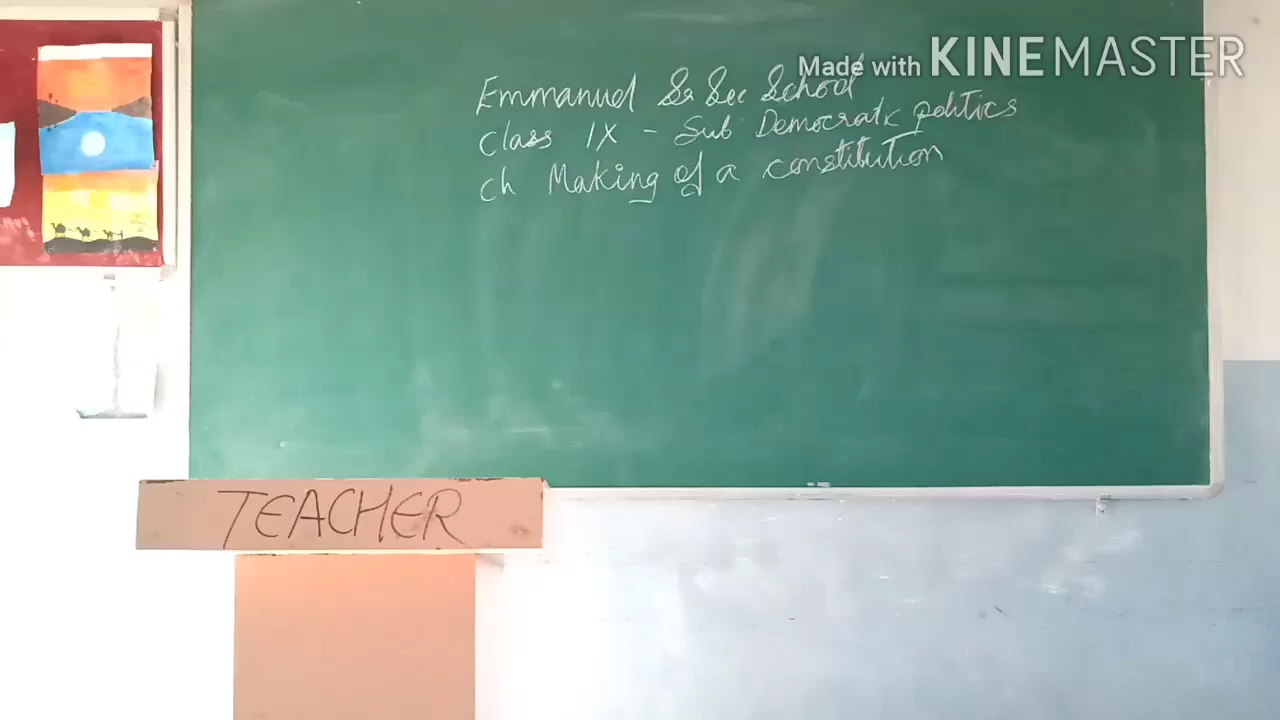 Made with KINEMASTER
Emmanuel Sr Sec School
Class IX - Sub Democratic politics
Ch Making of a constitution
TEACHER